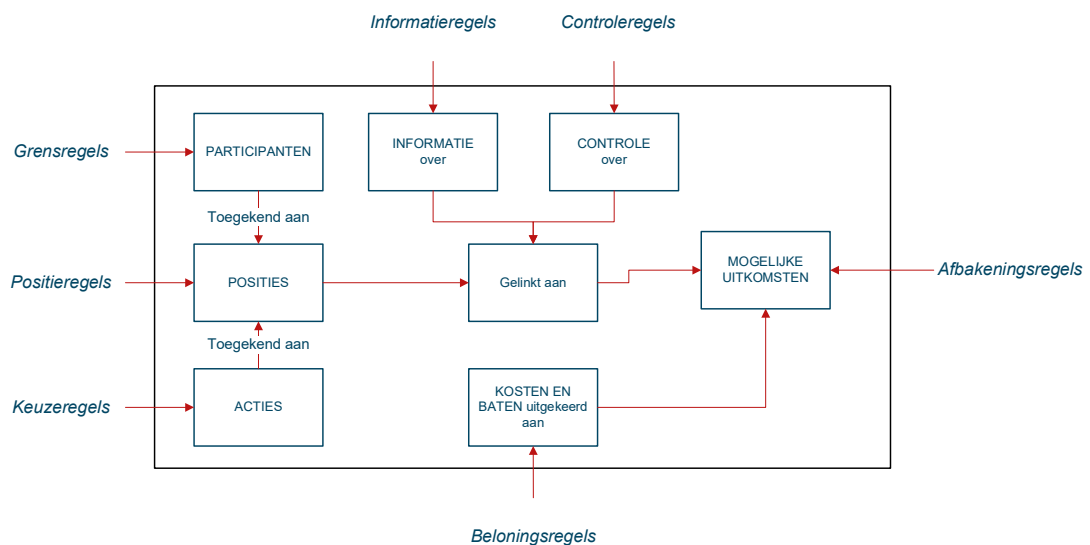 Informatieregels
Controleregels
Grensregels
PARTICIPANTEN
INFORMATIE
over
CONTROLE
over
Toegekend aan
Positieregels
POSITIES
Gelinkt aan
MOGELIJKE
UITKOMSTEN
Afbakeningsregels
Toegekend aan
Keuzeregels
ACTIES
KOSTEN EN
BATEN uitgekeerd
aan
Beloningsregels